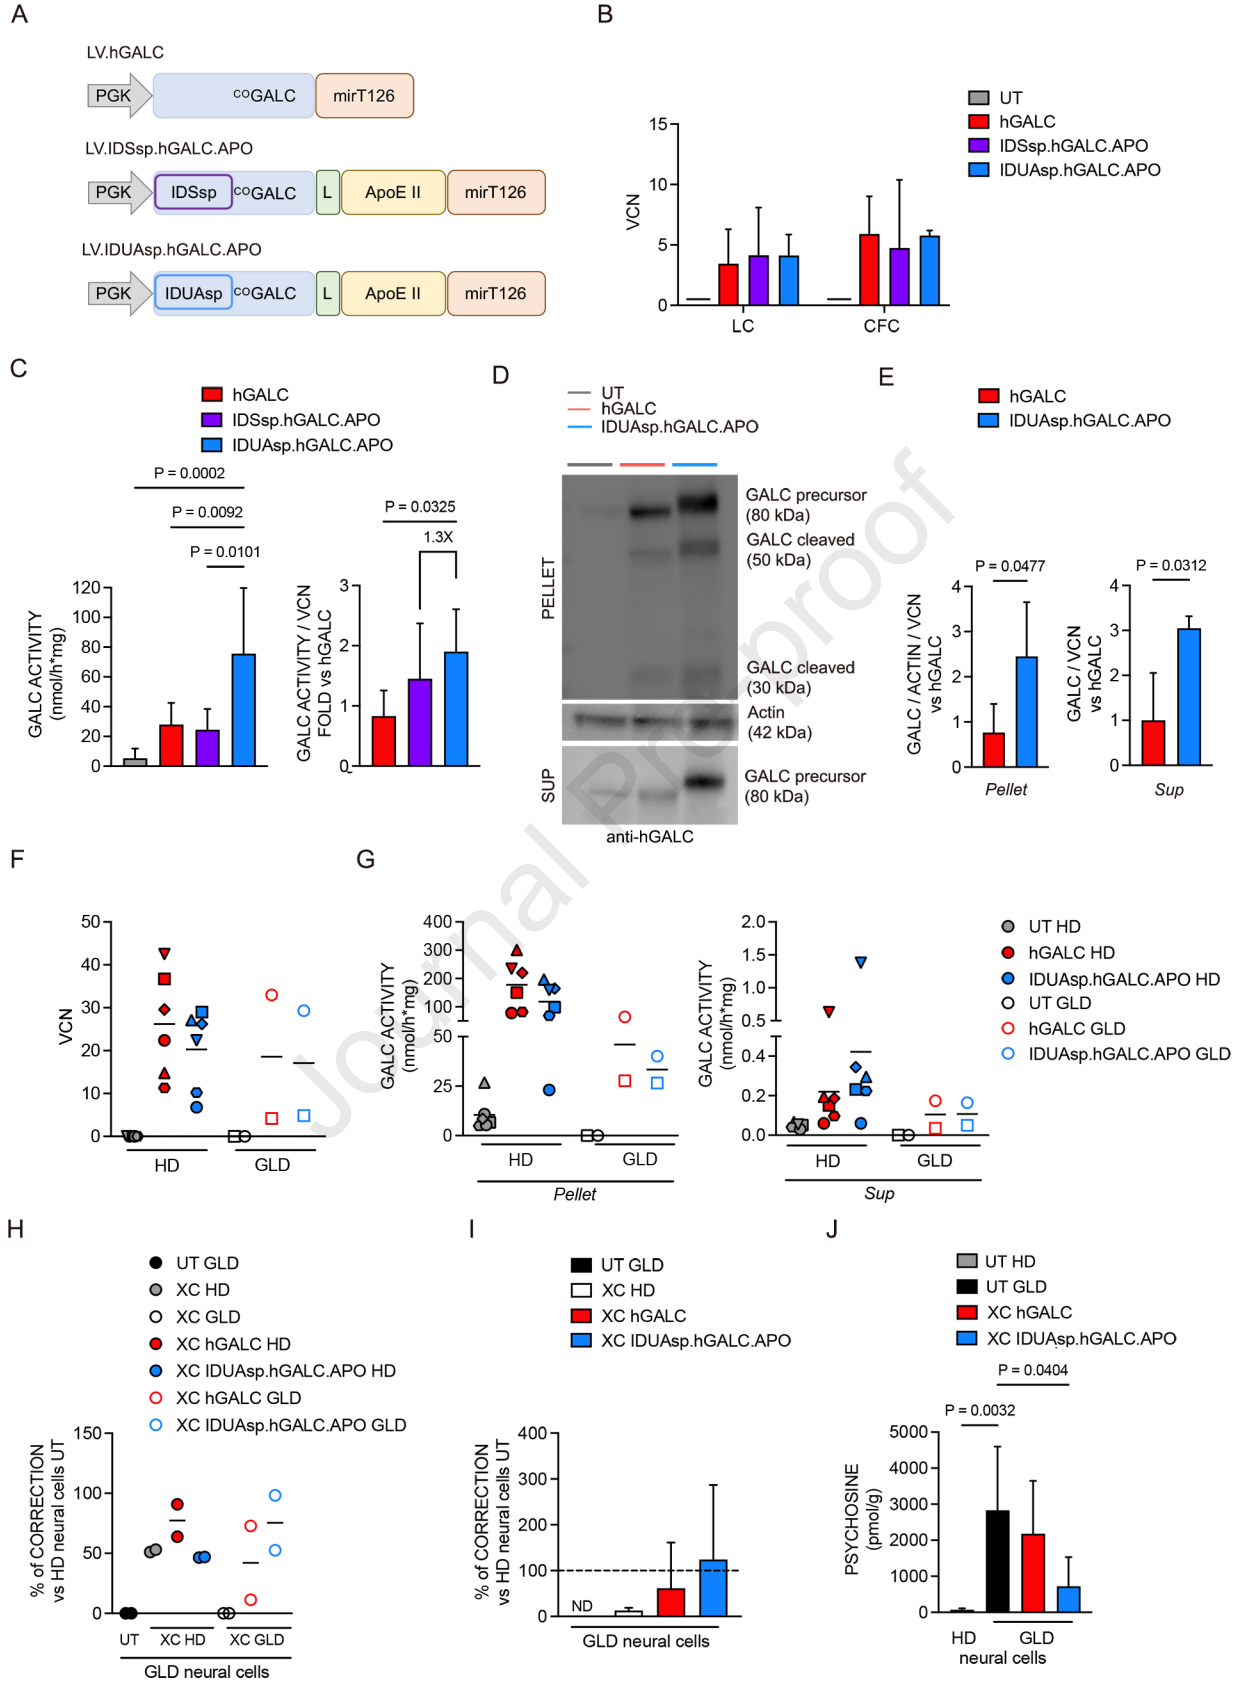 A
LV.hGALC
PGK
COGALC
mirT126
LV.IDSsp.hGALC.APO
PGK
IDSsp
COGALC
L
ApoE II
mirT126
LV.IDUAsp.hGALC.APO
PGK
IDUAsp
COGALC
L
ApoE II
mirT126
B
UT
hGALC
IDSsp.hGALC.APO
IDUAsp.hGALC.APO
VCN
15
10
5
0
LC
CFC
C
hGALC
IDSsp.hGALC.APO
IDUAsp.hGALC.APO
P = 0.0002
P = 0.0092
P = 0.0101
GALC ACTIVITY
(nmol/h*mg)
120
100
80
60
40
20
0
P = 0.0325
1.3X
GALC ACTIVITY / VCN
FOLD vs hGALC
3
2
1
0
D
UT
hGALC
IDUAsp.hGALC.APO
PELLET
GALC precursor
(80 kDa)
GALC cleaved
(50 kDa)
GALC cleaved
(30 kDa)
Actin
(42 kDa)
SUP
GALC precursor
(80 kDa)
anti-hGALC
E
hGALC
IDUAsp.hGALC.APO
P = 0.0477
GALC / ACTIN / VCN
vs hGALC
4
3
2
1
0
Pellet
P = 0.0312
GALC / VCN
vs hGALC
4
3
2
1
0
Sup
F
VCN
50
40
30
20
10
0
HD
GLD
G
GALC ACTIVITY
(nmol/h*mg)
400
300
200
100
50
25
0
HD
GLD
Pellet
GALC ACTIVITY
(nmol/h*mg)
2.0
1.5
1.0
0.5
0.4
0.2
0.0
HD
GLD
Sup
UT HD
hGALC HD
IDUAsp.hGALC.APO HD
UT GLD
hGALC GLD
IDUAsp.hGALC.APO GLD
H
UT GLD
XC HD
XC GLD
XC hGALC HD
XC IDUAsp.hGALC.APO HD
XC hGALC GLD
XC IDUAsp.hGALC.APO GLD
% of CORRECTION
vs HD neural cells UT
150
100
50
0
UT
XC HD
XC GLD
GLD neural cells
I
UT GLD
XC HD
XC hGALC
XC IDUAsp.hGALC.APO
% of CORRECTION
vs HD neural cells UT
400
300
200
100
0
ND
GLD neural cells
J
UT HD
UT GLD
XC hGALC
XC IDUAsp.hGALC.APO
P = 0.0404
P = 0.0032
PSYCHOSINE
(pmol/g)
5000
4000
3000
2000
1000
0
HD
GLD
neural cells
Journal Pre-proof